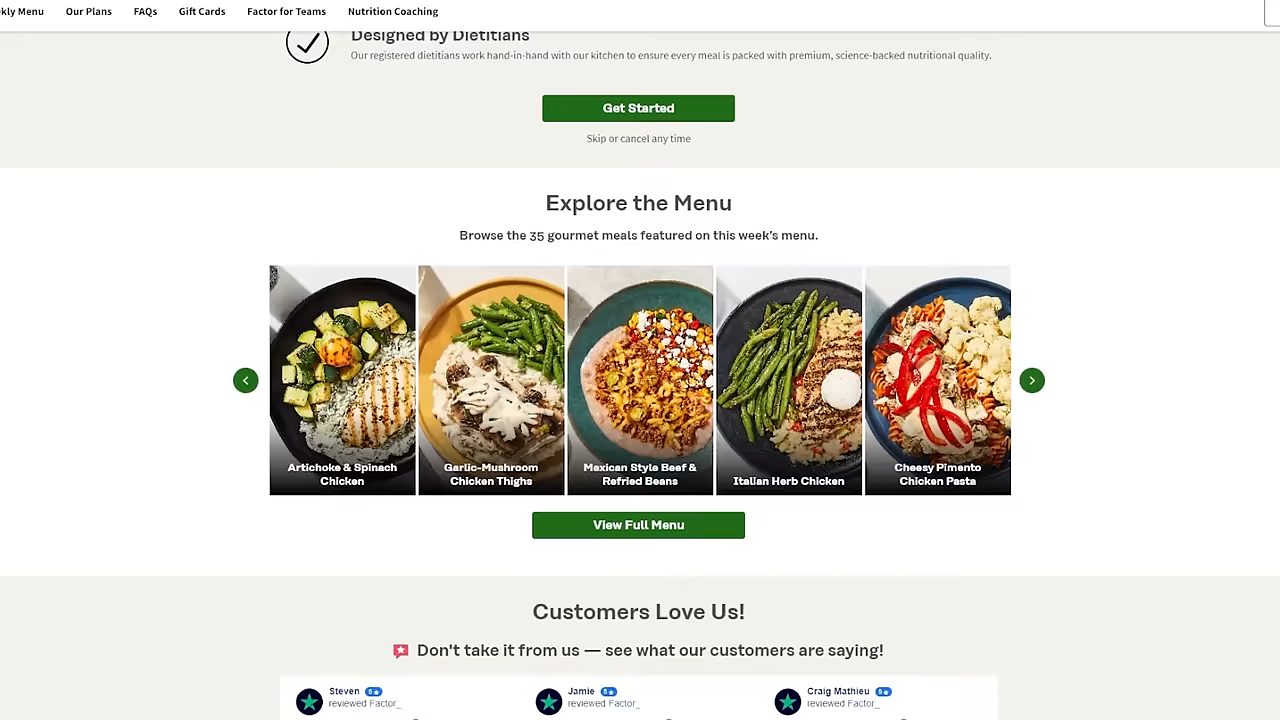 kly Menu Our Plans FAQs Gift Cards Factor for Teams Nutrition Coaching
Designed by Dietitians
Our registered dietitians work hand-in-hand with our kitchen to ensure every meal is packed with premium, science-backed nutritional quality.
Get Started
Skip or cancel any time
Explore the Menu
Browse the 35 gourmet meals featured on this week's menu.
Artichoke & Spinach
Chicken
Garlic-Mushroom
Chicken Thighs
Mexican Style Beef &
Refried Beans
Italian Herb Chicken
Cheesy Pimento
Chicken Pasta
View Full Menu
Customers Love Us!
Don't take it from us — see what our customers are saying!
Steven 5★
reviewed Factor_
Jamie 5★
reviewed Factor_
Craig Mathieu 5★
reviewed Factor_